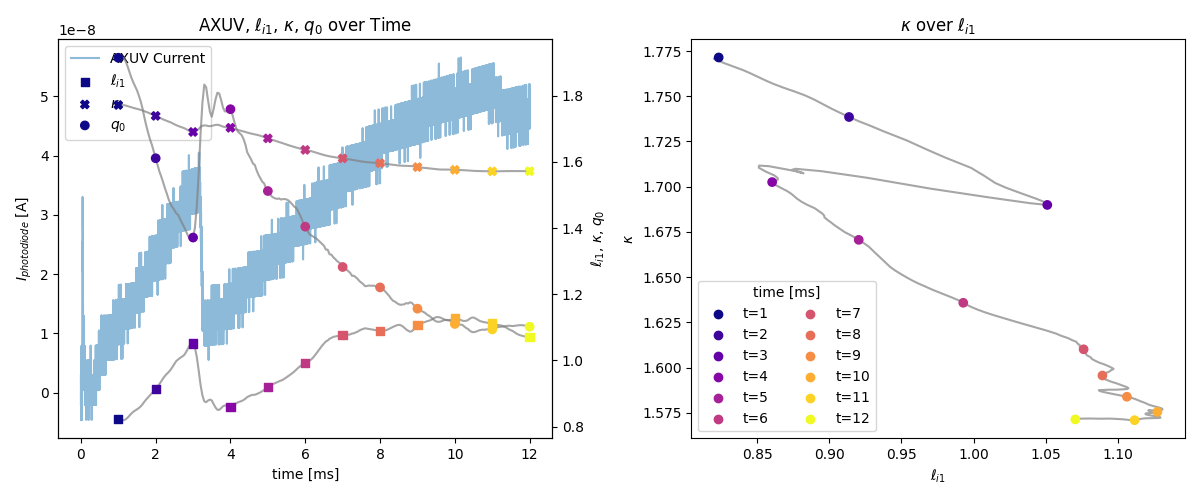 AXUV, ℓi1, κ, q0 over Time
1e−8
AXUV Current
ℓi1
κ
q0
5
4
3
2
1
0
Iphotodiode [A]
1.8
1.6
1.4
1.2
1.0
0.8
ℓi1, κ, q0
0 2 4 6 8 10 12
time [ms]
κ over ℓi1
1.775
1.750
1.725
1.700
1.675
1.650
1.625
1.600
1.575
κ
time [ms]
t=1 t=7
t=2 t=8
t=3 t=9
t=4 t=10
t=5 t=11
t=6 t=12
0.85 0.90 0.95 1.00 1.05 1.10
ℓi1